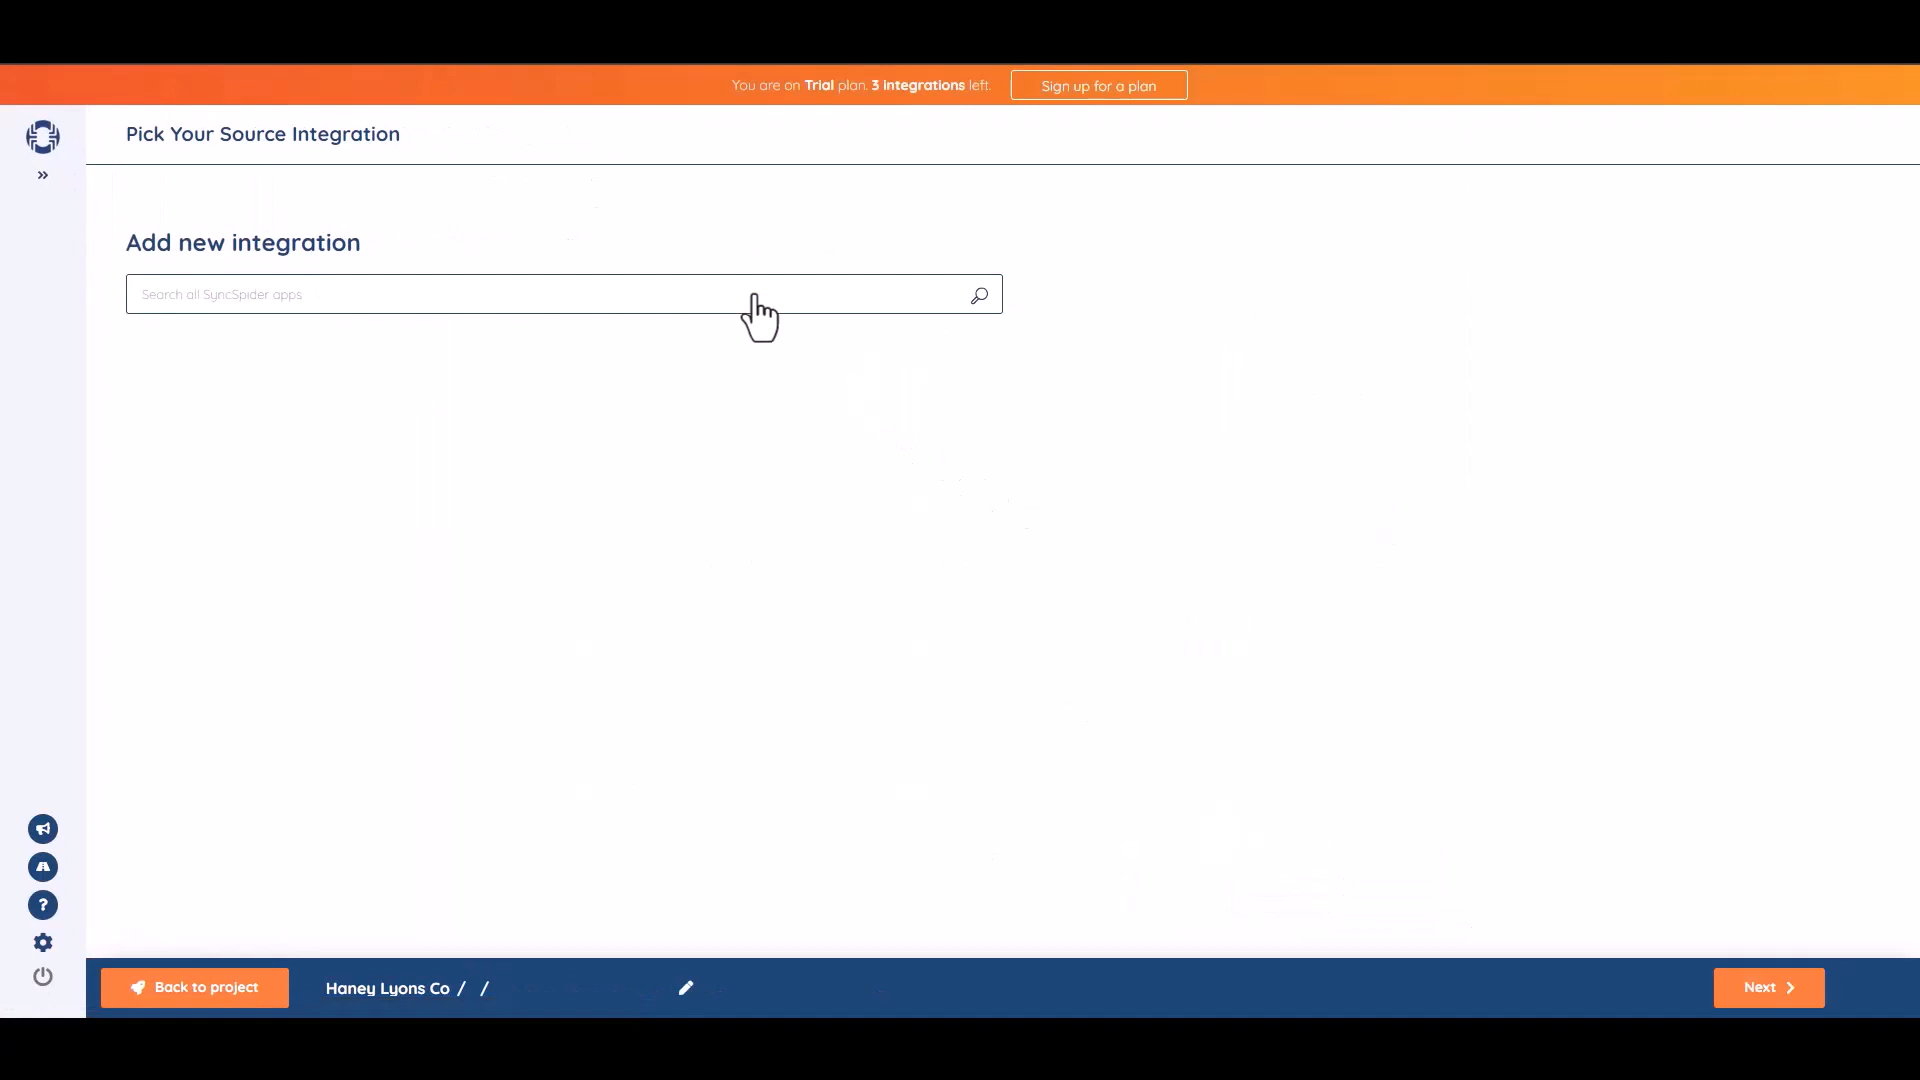 You are on Trial plan. 3 integrations left.
Sign up for a plan
Pick Your Source Integration
Add new integration
Search all SyncSpider apps
Back to project
Haney Lyons Co / /
Next